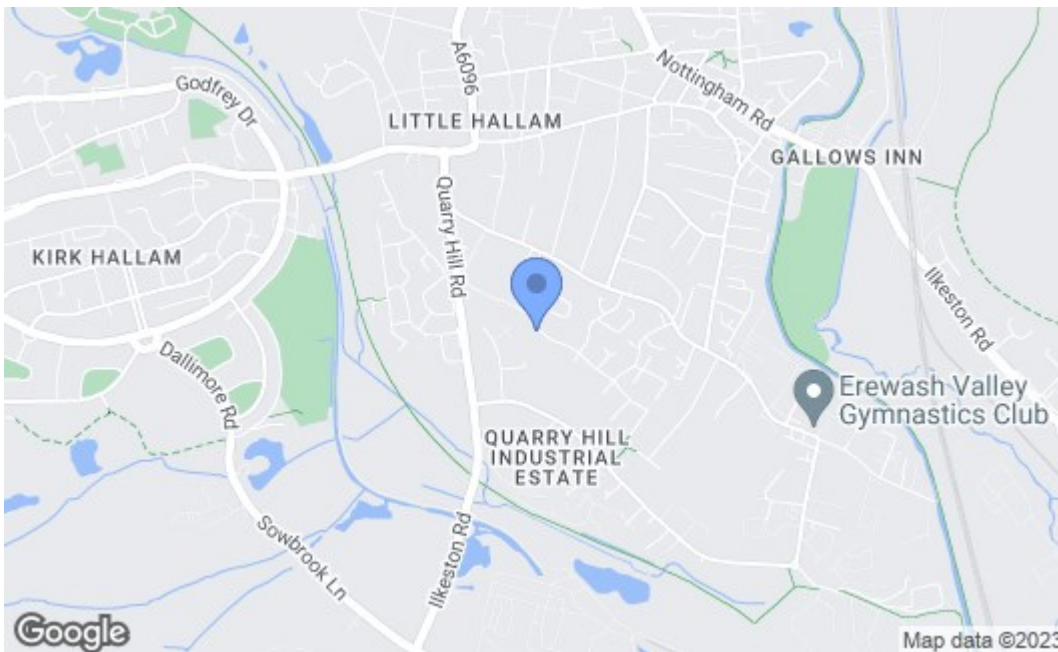 A6096
Godfrey Dr
Nottingham Rd
LITTLE HALLAM
GALLOWS INN
Quarry Hill Rd
KIRK HALLAM
Ilkeston Rd
Dallimore Rd
Erewash Valley
Gymnastics Club
QUARRY HILL
INDUSTRIAL
ESTATE
Sowbrook Ln
Ilkeston Rd
Google
Map data ©2023